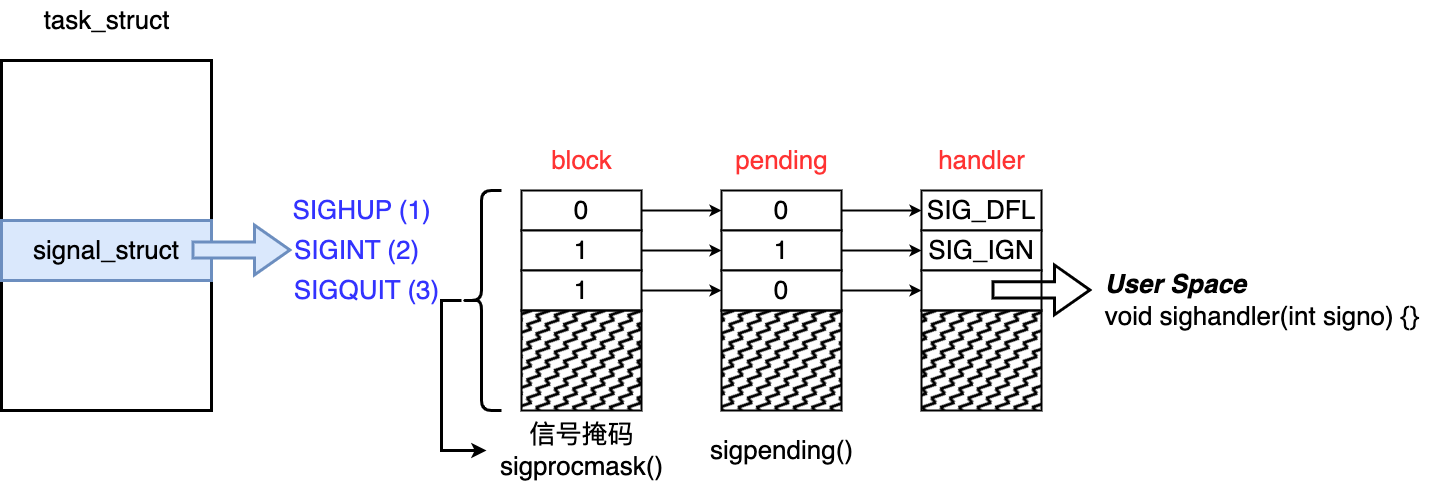 task_struct
signal_struct
SIGHUP (1)
SIGINT (2)
SIGQUIT (3)
block
pending
handler
0
0
SIG_DFL
1
1
SIG_IGN
1
0
User Space
void sighandler(int signo) {}
信号掩码
sigprocmask()
sigpending()